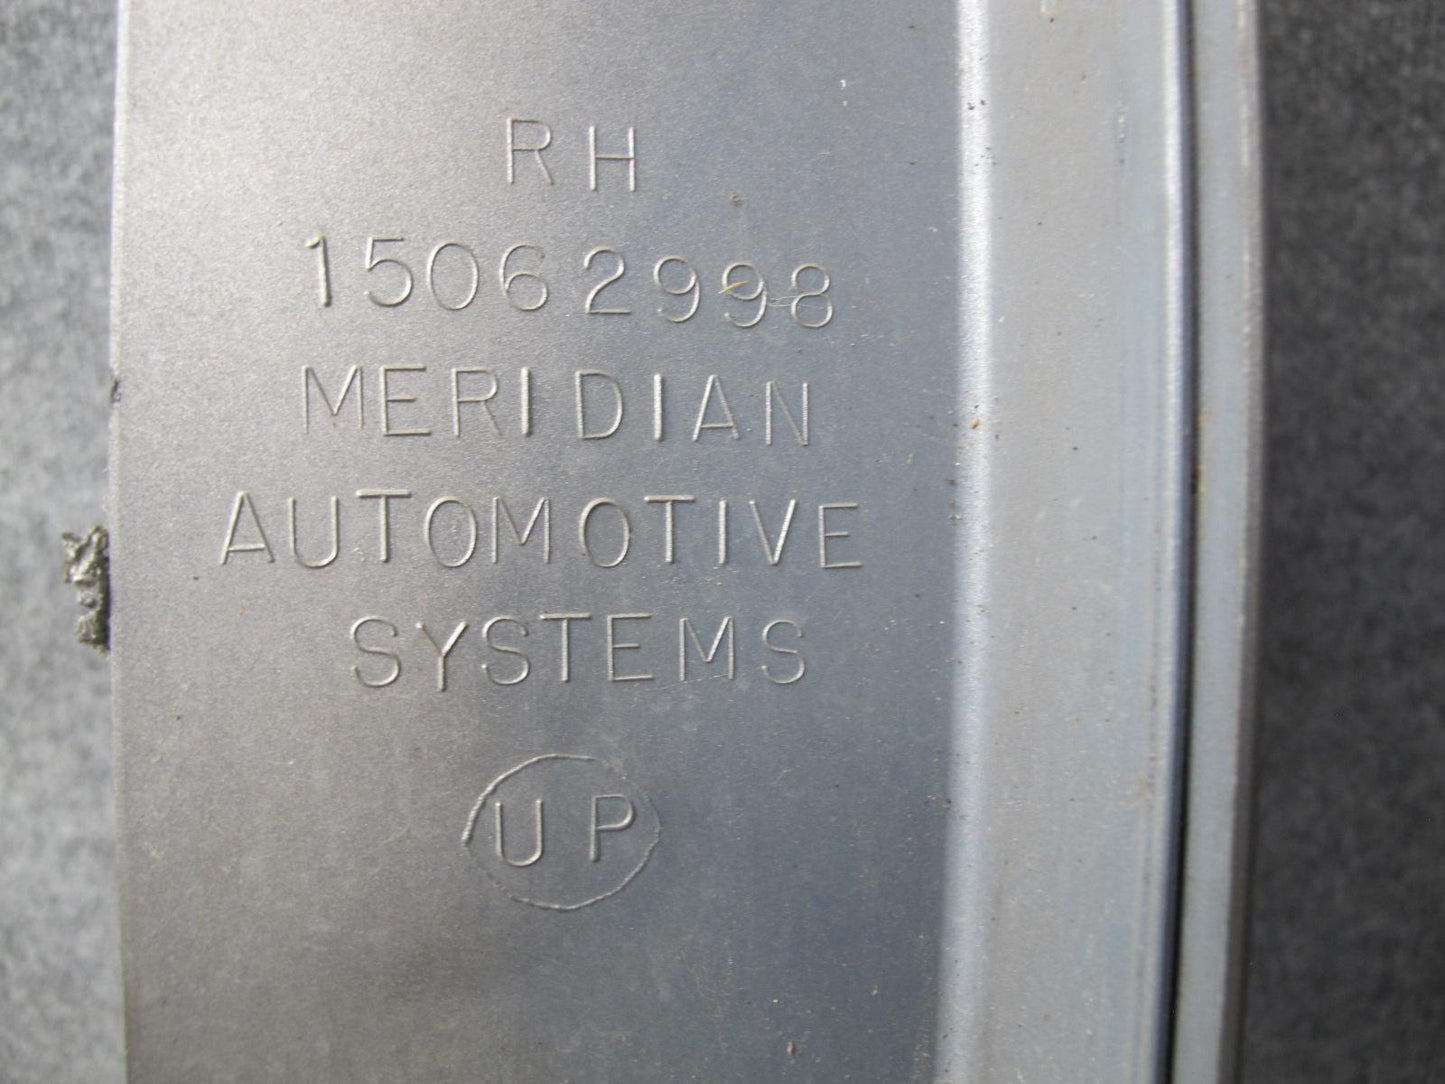 RH
15062998
MERIDIAN
AUTOMOTIVE
SYSTEMS
UP